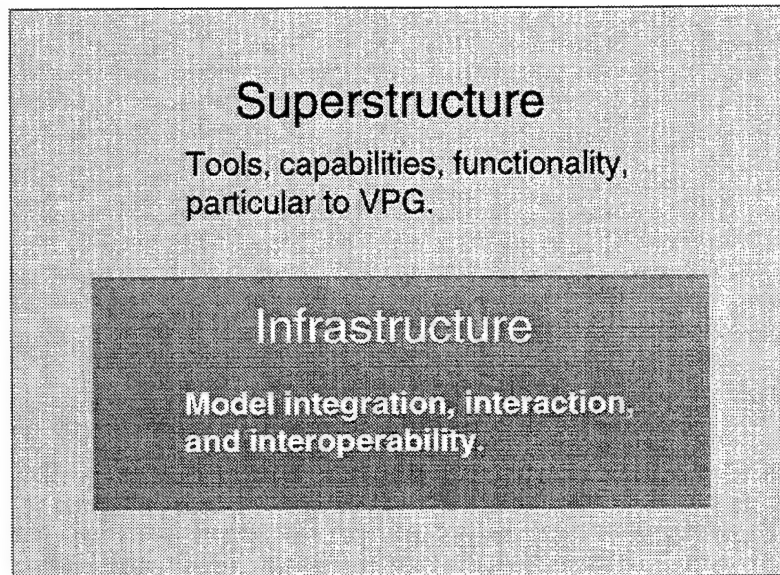 Superstructure
Tools, capabilities, functionality,
particular to VPG.
Infrastructure
Model integration, interaction,
and interoperability.